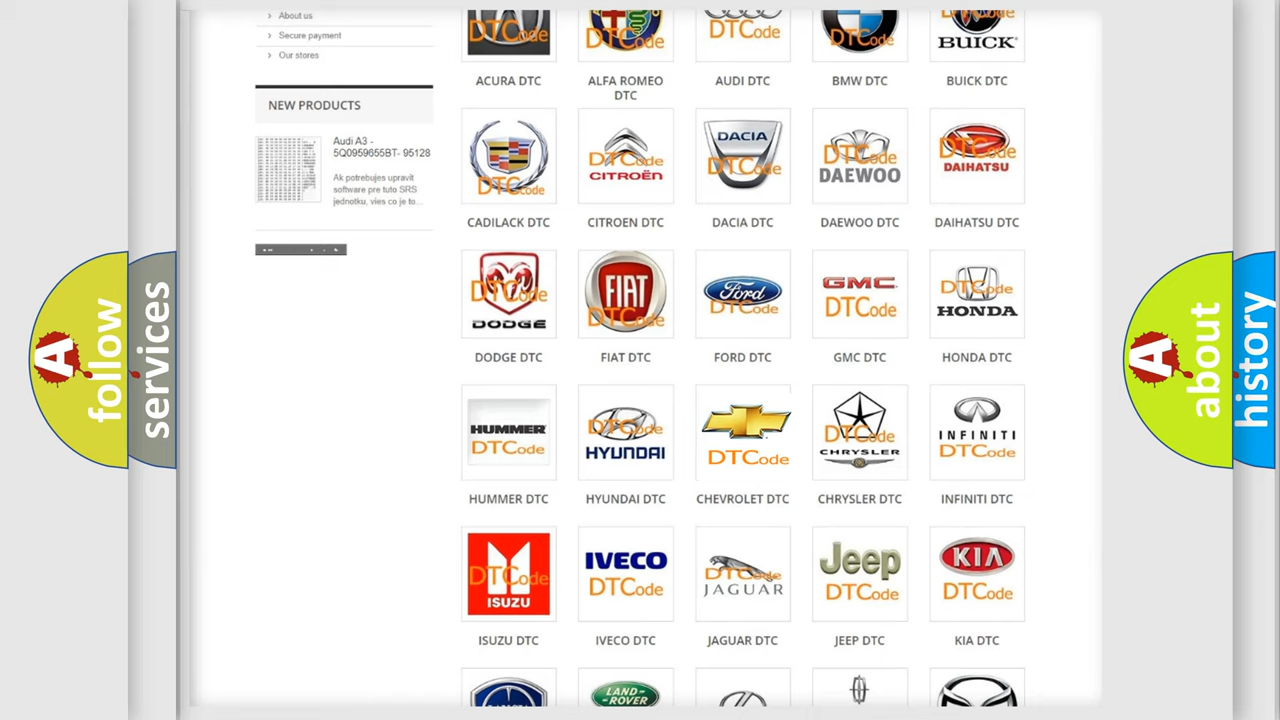 About us
Secure payment
Our stores
NEW PRODUCTS
Audi A3 -
5Q0959655BT- 95128
Ak potrebujes upravit
software pre tuto SRS
jednotku, vies co je to...
DTCode
DTCode
DTCode
DTCode
BUICK
ACURA DTC
ALFA ROMEO
DTC
AUDI DTC
BMW DTC
BUICK DTC
DTCode
DTCode
CITROËN
DACIA
DTCode
DTCode
DAEWOO
DTCode
DAIHATSU
CADILACK DTC
CITROEN DTC
DACIA DTC
DAEWOO DTC
DAIHATSU DTC
DTCode
DODGE
FIAT
DTCode
Ford
DTCode
GMC
DTCode
DTCode
HONDA
DODGE DTC
FIAT DTC
FORD DTC
GMC DTC
HONDA DTC
HUMMER
DTCode
DTCode
HYUNDAI
DTCode
DTCode
CHRYSLER
INFINITI
DTCode
HUMMER DTC
HYUNDAI DTC
CHEVROLET DTC
CHRYSLER DTC
INFINITI DTC
DTCode
ISUZU
IVECO
DTCode
DTCode
JAGUAR
Jeep
DTCode
KIA
DTCode
ISUZU DTC
IVECO DTC
JAGUAR DTC
JEEP DTC
KIA DTC
LAND-
ROVER
A
follow
services
A
about
history